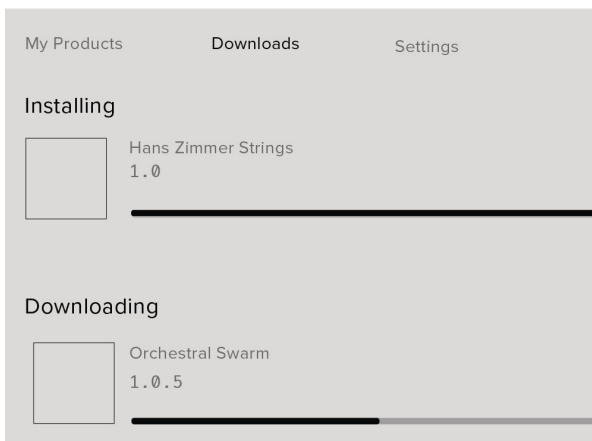 My Products Downloads Settings
Installing
Hans Zimmer Strings
1.0
Downloading
Orchestral Swarm
1.0.5